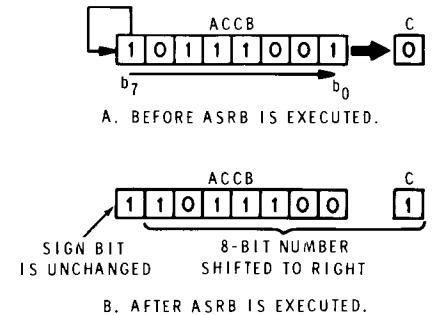 ACCB C
1 0 1 1 1 0 0 1 0
b7 b0
A. BEFORE ASRB IS EXECUTED.
ACCB C
1 1 0 1 1 1 0 0 1
SIGN BIT 8-BIT NUMBER
IS UNCHANGED SHIFTED TO RIGHT
B. AFTER ASRB IS EXECUTED.